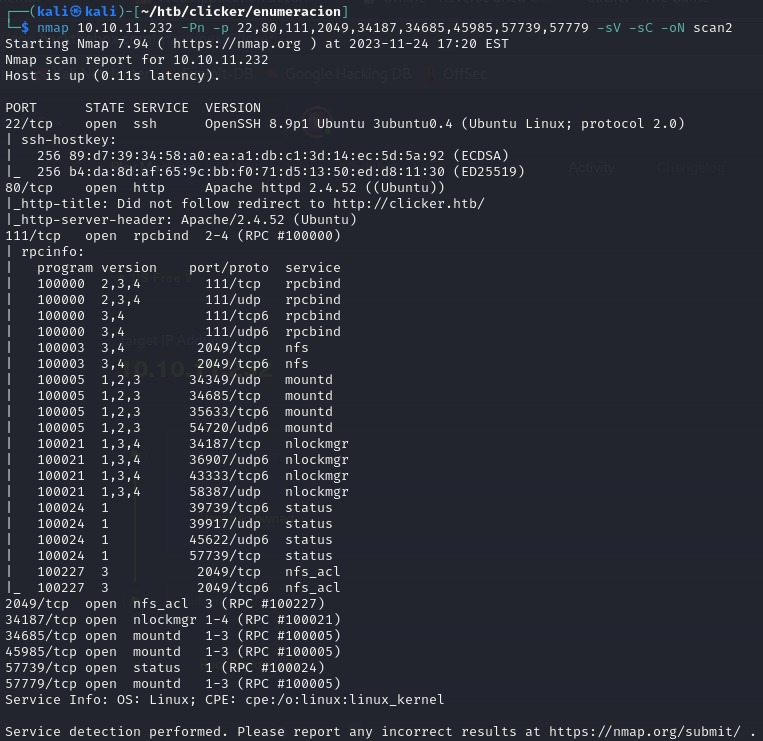 ┌──(kali㉿kali)-[~/htb/clicker/enumeracion]
└─$ nmap 10.10.11.232 -Pn -p 22,80,111,2049,34187,34685,45985,57739,57779 -sV -sC -oN scan2
Starting Nmap 7.94 ( https://nmap.org ) at 2023-11-24 17:20 EST
Nmap scan report for 10.10.11.232
Host is up (0.11s latency).

PORT      STATE SERVICE  VERSION
22/tcp    open  ssh      OpenSSH 8.9p1 Ubuntu 3ubuntu0.4 (Ubuntu Linux; protocol 2.0)
| ssh-hostkey:
|   256 89:d7:39:34:58:a0:ea:a1:db:c1:3d:14:ec:5d:5a:92 (ECDSA)
|_  256 b4:da:8d:af:65:9c:bb:f0:71:d5:13:50:ed:d8:11:30 (ED25519)
80/tcp    open  http     Apache httpd 2.4.52 ((Ubuntu))
|_http-title: Did not follow redirect to http://clicker.htb/
|_http-server-header: Apache/2.4.52 (Ubuntu)
111/tcp   open  rpcbind  2-4 (RPC #100000)
| rpcinfo:
|   program version    port/proto  service
|   100000  2,3,4        111/tcp   rpcbind
|   100000  2,3,4        111/udp   rpcbind
|   100000  3,4          111/tcp6  rpcbind
|   100000  3,4          111/udp6  rpcbind
|   100003  3,4         2049/tcp   nfs
|   100003  3,4         2049/tcp6  nfs
|   100005  1,2,3      34349/udp   mountd
|   100005  1,2,3      34685/tcp   mountd
|   100005  1,2,3      35633/tcp6  mountd
|   100005  1,2,3      54720/udp6  mountd
|   100021  1,3,4      34187/tcp   nlockmgr
|   100021  1,3,4      36907/udp6  nlockmgr
|   100021  1,3,4      43333/tcp6  nlockmgr
|   100021  1,3,4      58387/udp   nlockmgr
|   100024  1          39739/tcp6  status
|   100024  1          39917/udp   status
|   100024  1          45622/udp6  status
|   100024  1          57739/tcp   status
|   100227  3           2049/tcp   nfs_acl
|_  100227  3           2049/tcp6  nfs_acl
2049/tcp  open  nfs_acl  3 (RPC #100227)
34187/tcp open  nlockmgr 1-4 (RPC #100021)
34685/tcp open  mountd   1-3 (RPC #100005)
45985/tcp open  mountd   1-3 (RPC #100005)
57739/tcp open  status   1 (RPC #100024)
57779/tcp open  mountd   1-3 (RPC #100005)
Service Info: OS: Linux; CPE: cpe:/o:linux:linux_kernel

Service detection performed. Please report any incorrect results at https://nmap.org/submit/ .